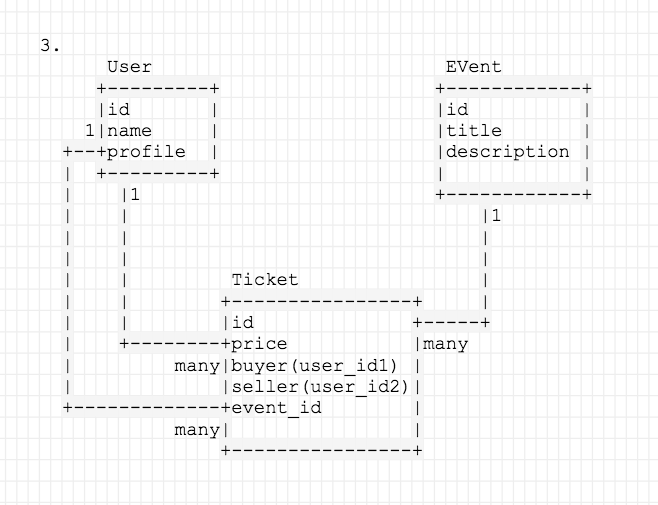 3.
User EVent
+---------+ +------------+
|id | |id |
1|name | |title |
+--+profile | |description |
| +---------+ | |
| |1 +------------+
| | |1
| | |
| | |
| | Ticket |
| | +----------------+ |
| | |id +------+
| +--------+price |many
| many|buyer(user_id1) |
| |seller(user_id2)|
+--------------+event_id |
many| |
+----------------+